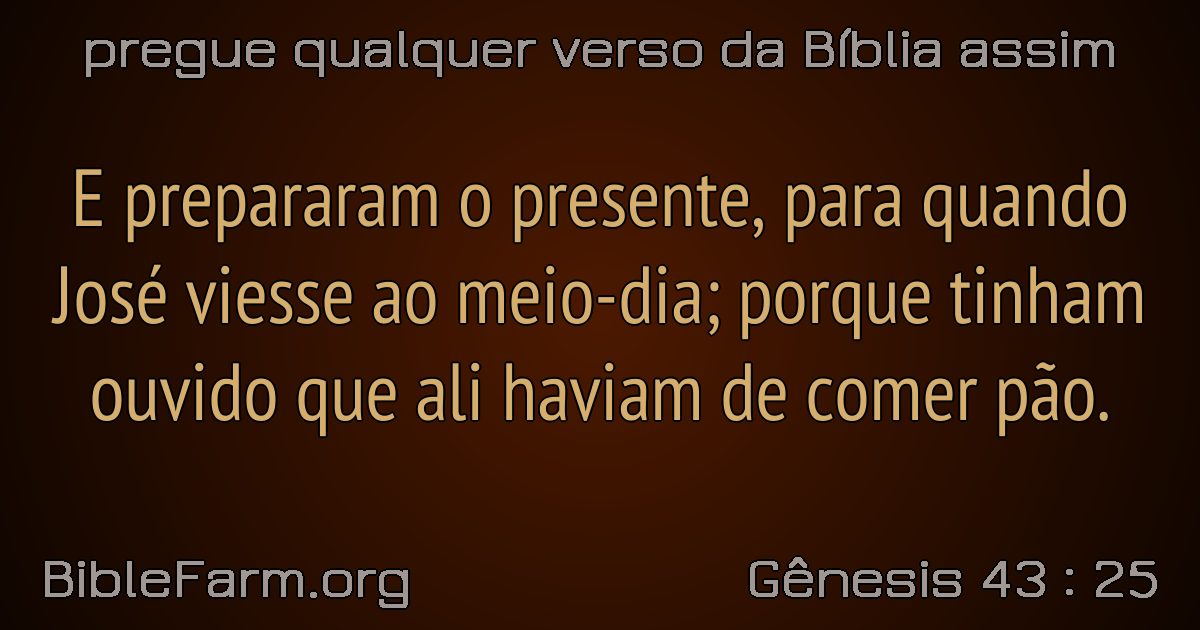 pregue qualquer verso da Bíblia assim
E prepararam o presente, para quando
José viesse ao meio-dia; porque tinham
ouvido que ali haviam de comer pão.
BibleFarm.org
Gênesis 43 : 25